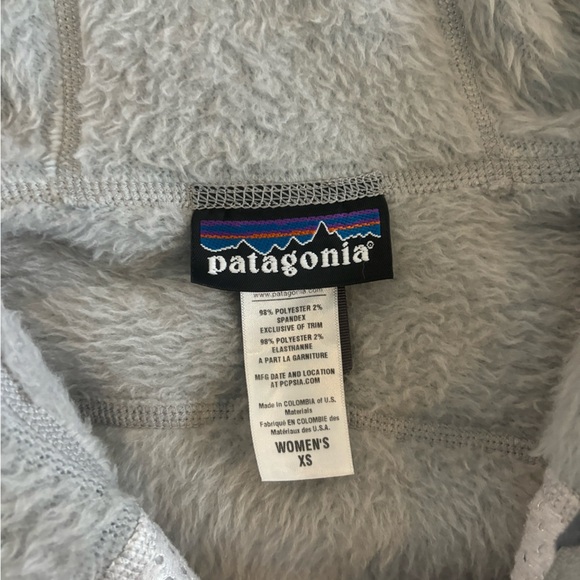 patagonia®
www.patagonia.com
98% POLYESTER 2%
SPANDEX
EXCLUSIVE OF TRIM
98% POLYESTER 2%
ELASTHANNE
A PART LA GARNITURE
MFG DATE AND LOCATION
AT PCPSIA.COM
Made in COLOMBIA of U.S.
Materials
Fabriqué EN COLOMBIE des
Matériaux des U.S.A.
WOMEN'S
XS